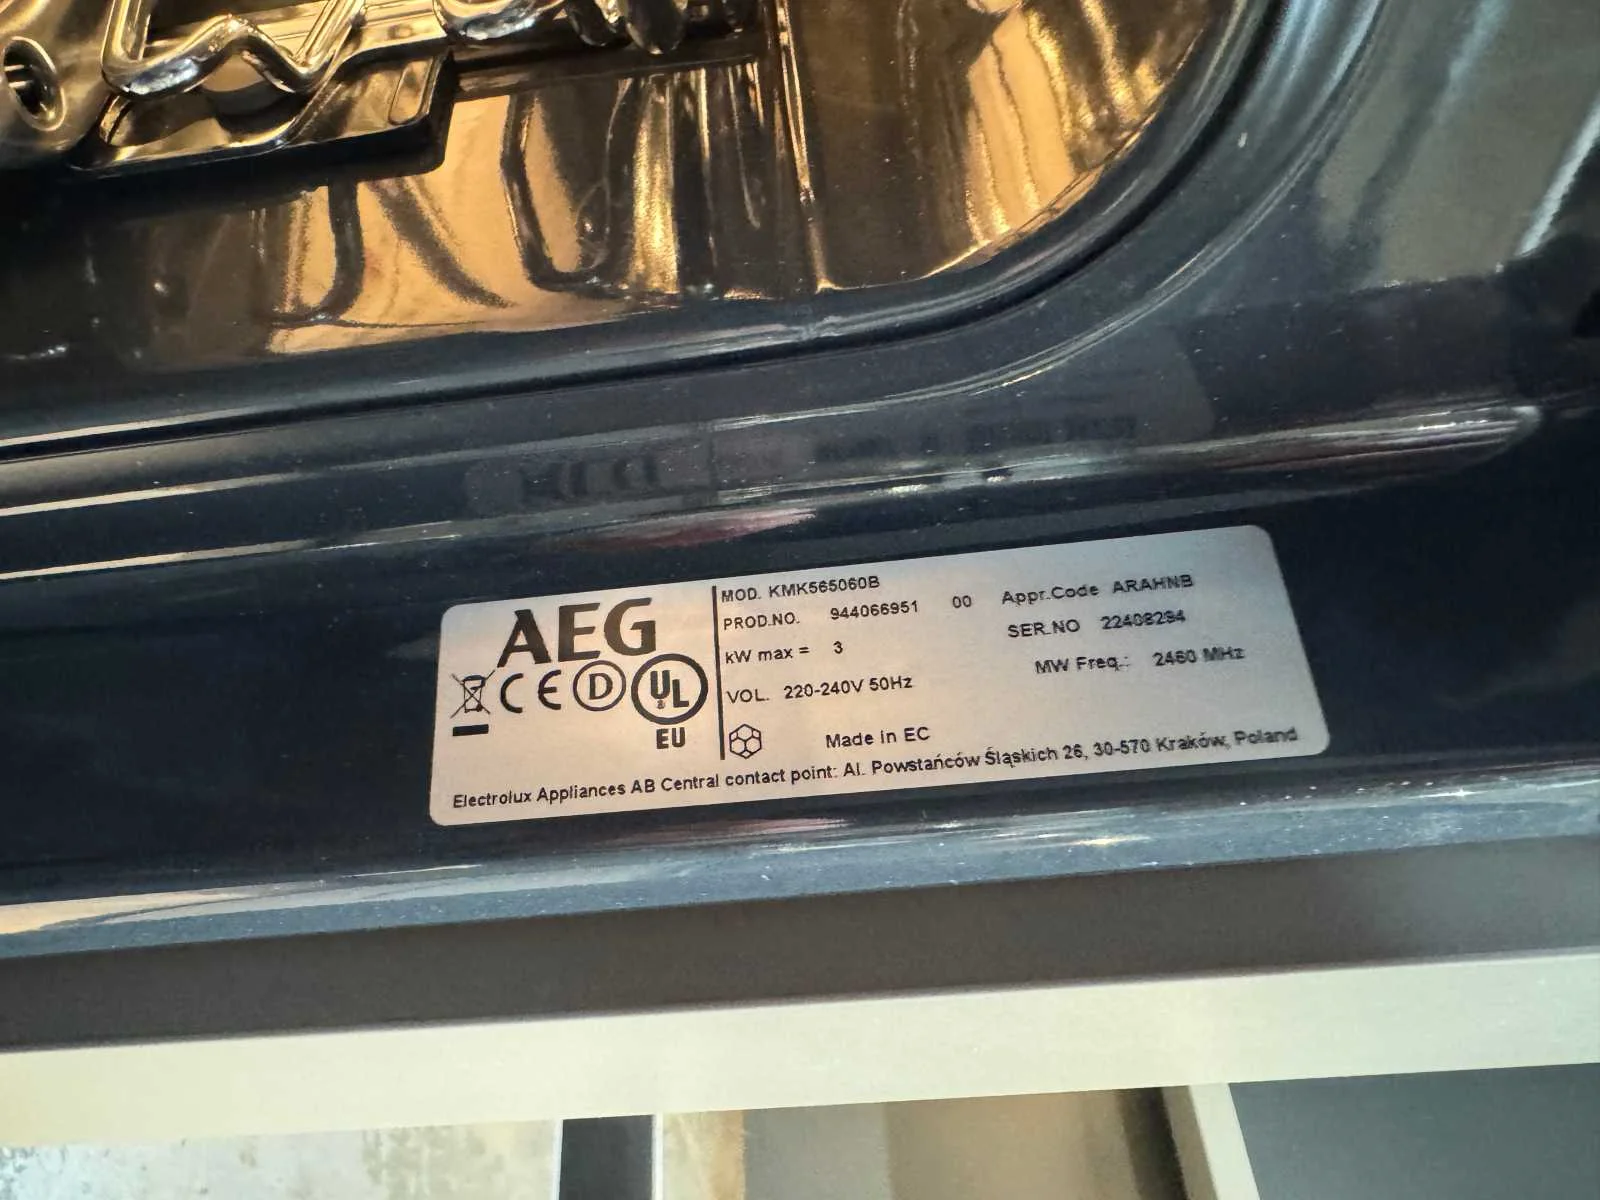 AEG
CE D UL
EU
MOD. KMK565060B
PROD.NO. 944066951 00 Appr.Code ARAHNB
kW max = 3 SER.NO 22408294
VOL. 220-240V 50Hz MW Freq.: 2460 MHz
Made in EC
Electrolux Appliances AB Central contact point: Al. Powstańców Śląskich 26, 30-570 Kraków, Poland